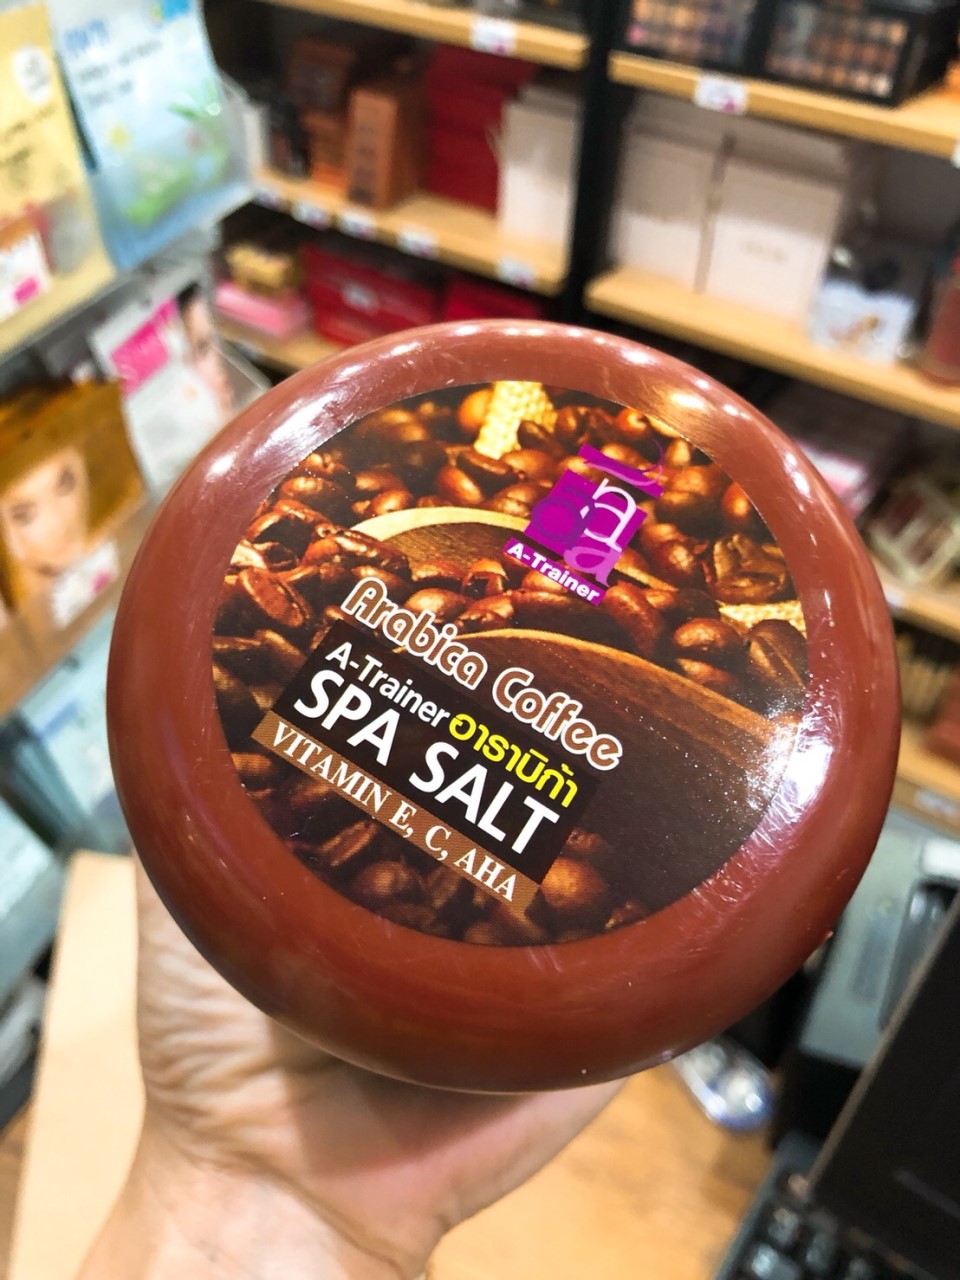 a
A-Trainer
Arabica Coffee
A-Trainer อาราบิก้า
SPA SALT
VITAMIN E, C, AHA